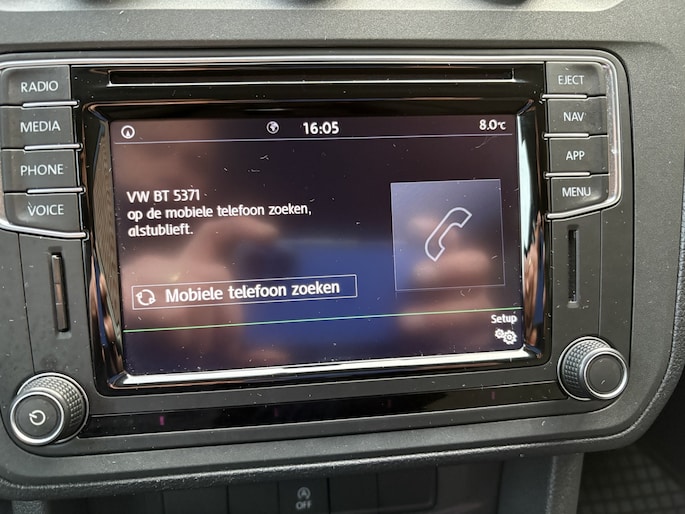 RADIO
MEDIA
PHONE
VOICE
16:05
8.0°C
VW BT 5371
op de mobiele telefoon zoeken,
alstublieft.
Mobiele telefoon zoeken
Setup
EJECT
NAV
APP
MENU
OFF